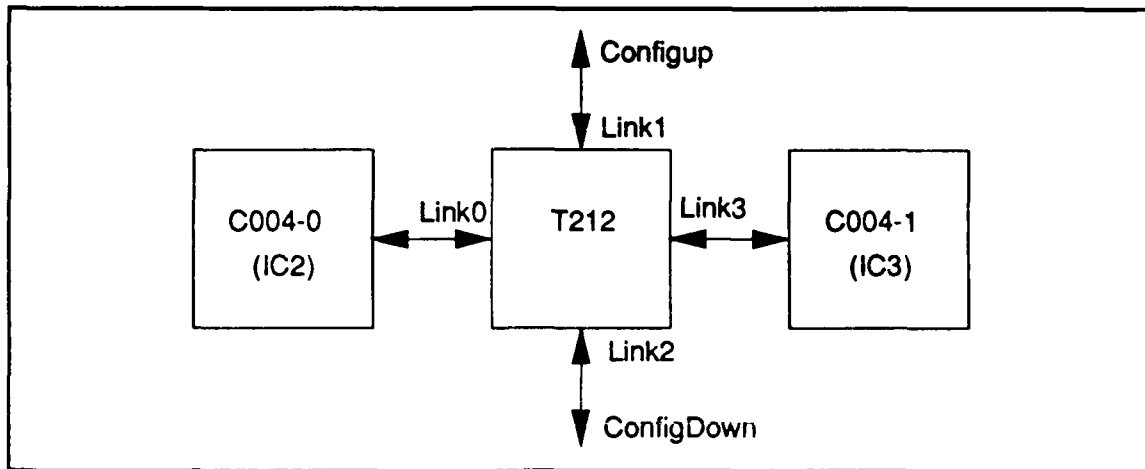 Configup
Link1
C004-0
(IC2)
Link0
T212
Link3
C004-1
(IC3)
Link2
ConfigDown